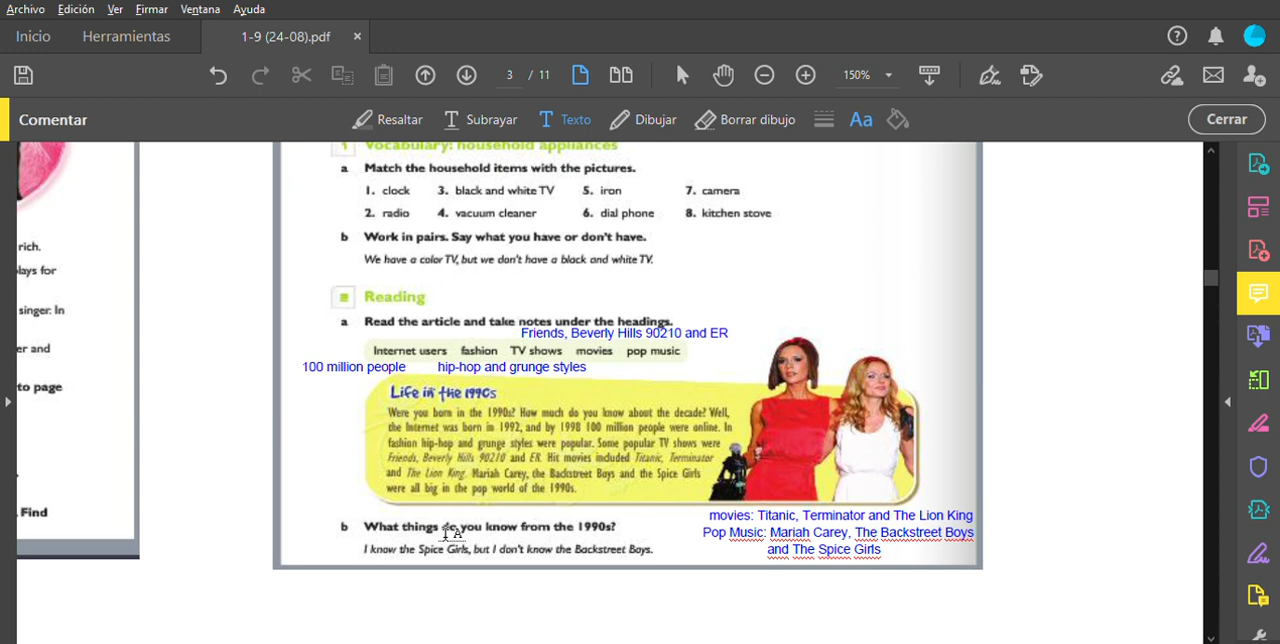 Archivo Edición Ver Firmar Ventana Ayuda
Inicio Herramientas 1-9 (24-08).pdf ×
3 / 11 150%
Comentar Resaltar Subrayar Texto Dibujar Borrar dibujo Aa Cerrar
rich.
lays for
singer. In
er and
to page
Find
1 Vocabulary: household appliances
a Match the household items with the pictures.
1. clock 3. black and white TV 5. iron 7. camera
2. radio 4. vacuum cleaner 6. dial phone 8. kitchen stove
b Work in pairs. Say what you have or don't have.
We have a color TV, but we don't have a black and white TV.
Reading
a Read the article and take notes under the headings.
Friends, Beverly Hills 90210 and ER
Internet users fashion TV shows movies pop music
100 million people hip-hop and grunge styles
Life in the 1990s
Were you born in the 1990s? How much do you know about the decade? Well,
the Internet was born in 1992, and by 1998 100 million people were online. In
fashion hip-hop and grunge styles were popular. Some popular TV shows were
Friends, Beverly Hills 90210 and ER. Hit movies included Titanic, Terminator
and The Lion King. Mariah Carey, the Backstreet Boys and the Spice Girls
were all big in the pop world of the 1990s.
movies: Titanic, Terminator and The Lion King
Pop Music: Mariah Carey, The Backstreet Boys
and The Spice Girls
b What things do you know from the 1990s?
I know the Spice Girls, but I don't know the Backstreet Boys.